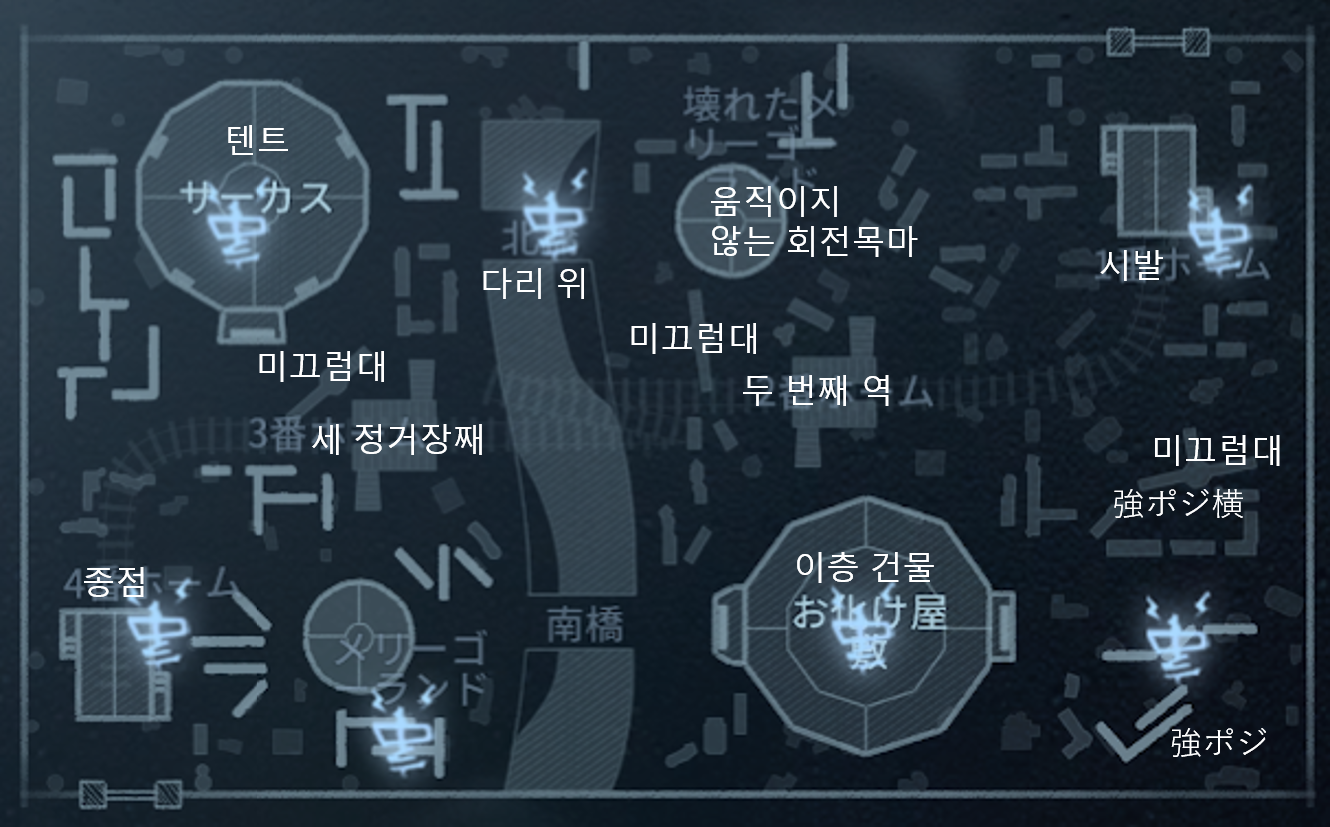 텐트
サーカス
壊れたメ
リーゴ
움직이지
않는 회전목마
北
다리 위
시발
ホーム
미끄럼대
미끄럼대
두 번째 역
ム
3番
세 정거장째
미끄럼대
強ポジ横
종점
4番ホーム
이층 건물
お化け屋
敷
南橋
メリーゴ
ランド
強ポジ